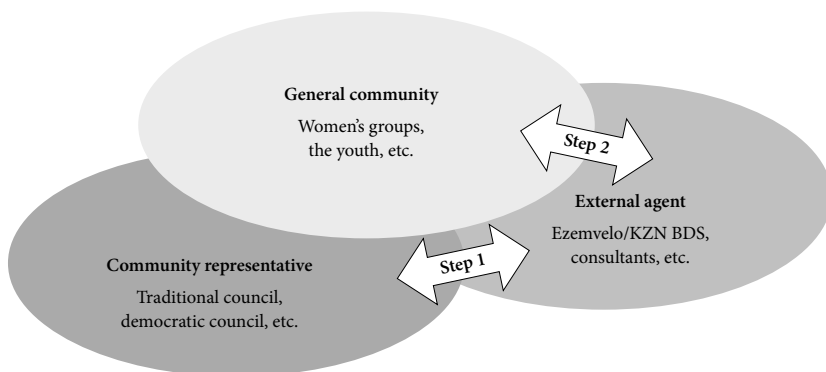 General community
Women's groups,
the youth, etc.
Step 2
External agent
Ezemvelo/KZN BDS,
consultants, etc.
Step 1
Community representative
Traditional council,
democratic council, etc.